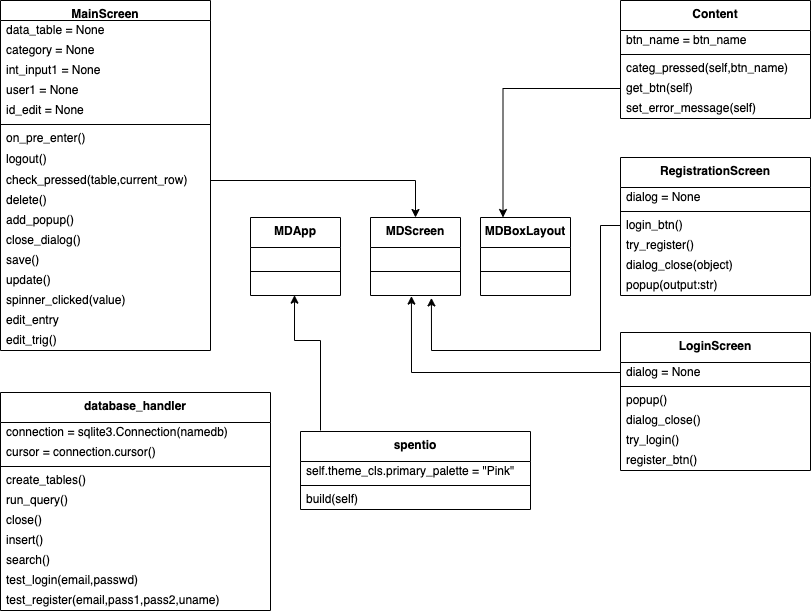 MainScreen
data_table = None
category = None
int_input1 = None
user1 = None
id_edit = None
on_pre_enter()
logout()
check_pressed(table,current_row)
delete()
add_popup()
close_dialog()
save()
update()
spinner_clicked(value)
edit_entry
edit_trig()
Content
btn_name = btn_name
categ_pressed(self,btn_name)
get_btn(self)
set_error_message(self)
RegistrationScreen
dialog = None
login_btn()
try_register()
dialog_close(object)
popup(output:str)
MDApp
MDScreen
MDBoxLayout
LoginScreen
dialog = None
popup()
dialog_close()
try_login()
register_btn()
database_handler
connection = sqlite3.Connection(namedb)
cursor = connection.cursor()
create_tables()
run_query()
close()
insert()
search()
test_login(email,passwd)
test_register(email,pass1,pass2,uname)
spentio
self.theme_cls.primary_palette = "Pink"
build(self)